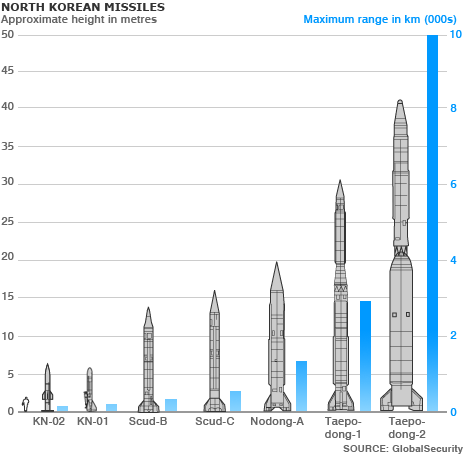 NORTH KOREAN MISSILES
Approximate height in metres
Maximum range in km (000s)
50
45
40
35
30
25
20
15
10
5
0
10
8
6
4
2
0
KN-02
KN-01
Scud-B
Scud-C
Nodong-A
Taepo-
dong-1
Taepo-
dong-2
SOURCE: GlobalSecurity